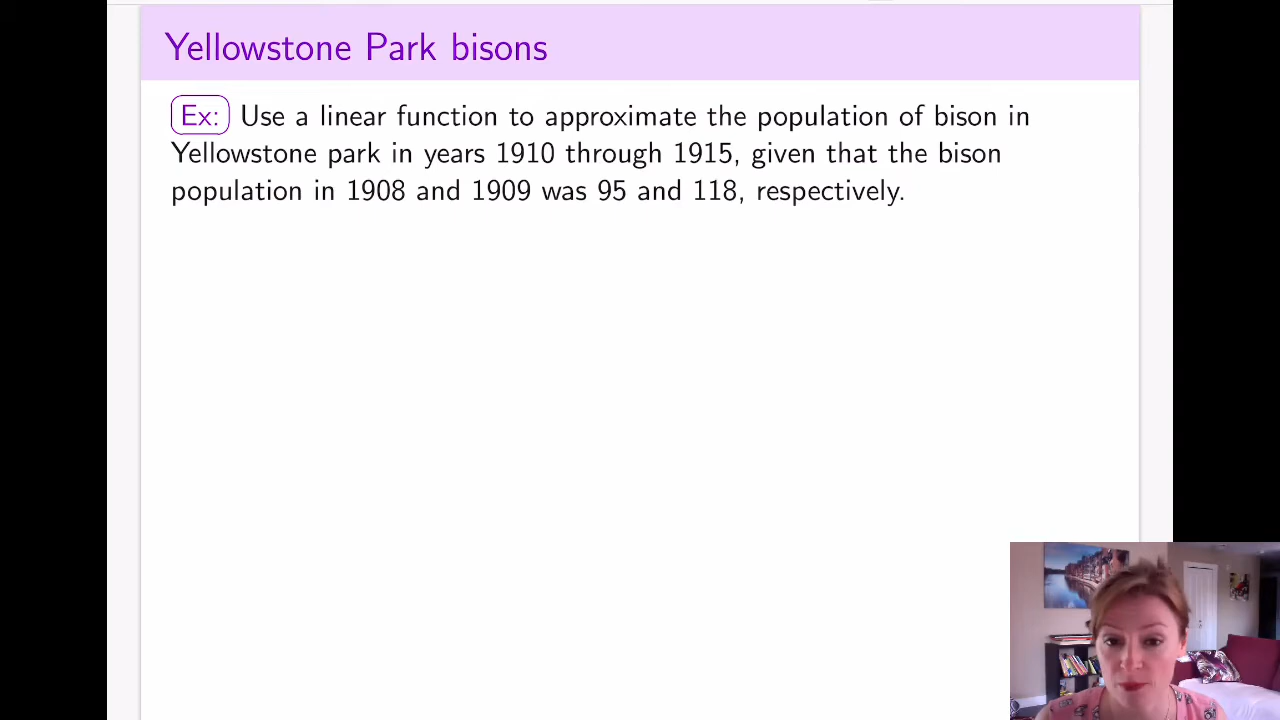 Yellowstone Park bisons
Ex: Use a linear function to approximate the population of bison in
Yellowstone park in years 1910 through 1915, given that the bison
population in 1908 and 1909 was 95 and 118, respectively.